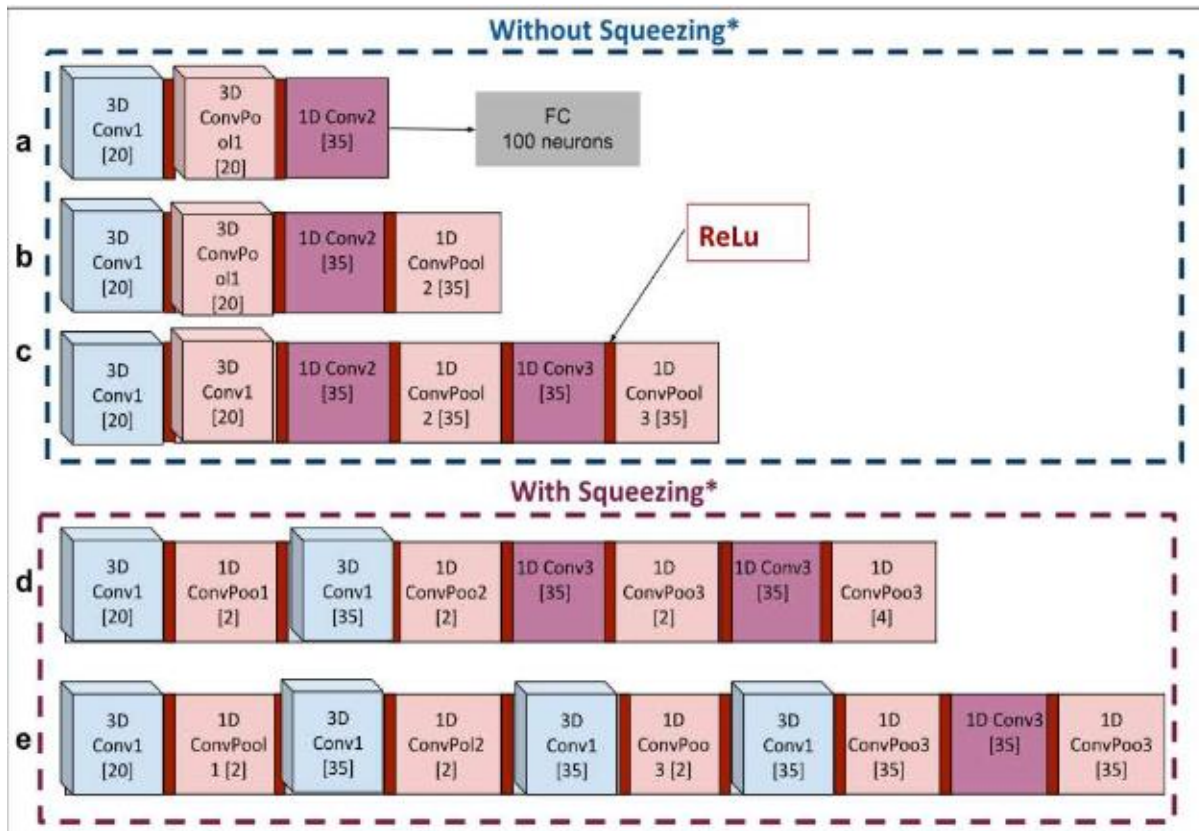 Without Squeezing*
a
3D
Conv1
[20]
3D
ConvPo
ol1
[20]
1D Conv2
[35]
FC
100 neurons
b
3D
Conv1
[20]
3D
ConvPo
ol1
[20]
1D Conv2
[35]
1D
ConvPool
2 [35]
ReLu
c
3D
Conv1
[20]
3D
Conv1
[20]
1D Conv2
[35]
1D
ConvPool
2 [35]
1D Conv3
[35]
1D
ConvPool
3 [35]
With Squeezing*
d
3D
Conv1
[20]
1D
ConvPoo1
[2]
3D
Conv1
[35]
1D
ConvPoo2
[2]
1D Conv3
[35]
1D
ConvPoo3
[2]
1D Conv3
[35]
1D
ConvPoo3
[4]
e
3D
Conv1
[20]
1D
ConvPool
1 [2]
3D
Conv1
[35]
1D
ConvPol2
[2]
3D
Conv1
[35]
1D
ConvPoo
3 [2]
3D
Conv1
[35]
1D
ConvPoo3
[35]
1D Conv3
[35]
1D
ConvPoo3
[35]